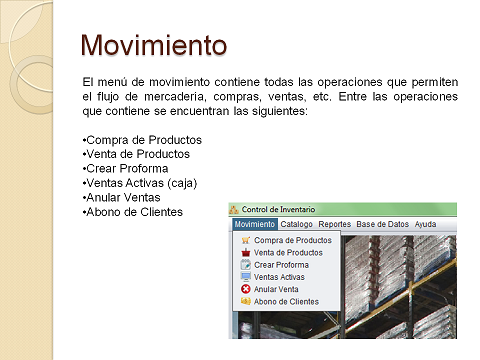 Movimiento
El menú de movimiento contiene todas las operaciones que permiten
el flujo de mercadería, compras, ventas, etc. Entre las operaciones
que contiene se encuentran las siguientes:
•Compra de Productos
•Venta de Productos
•Crear Proforma
•Ventas Activas (caja)
•Anular Ventas
•Abono de Clientes
Control de Inventario
Movimiento Catalogo Reportes Base de Datos Ayuda
Compra de Productos
Venta de Productos
Crear Proforma
Ventas Activas
Anular Venta
Abono de Clientes